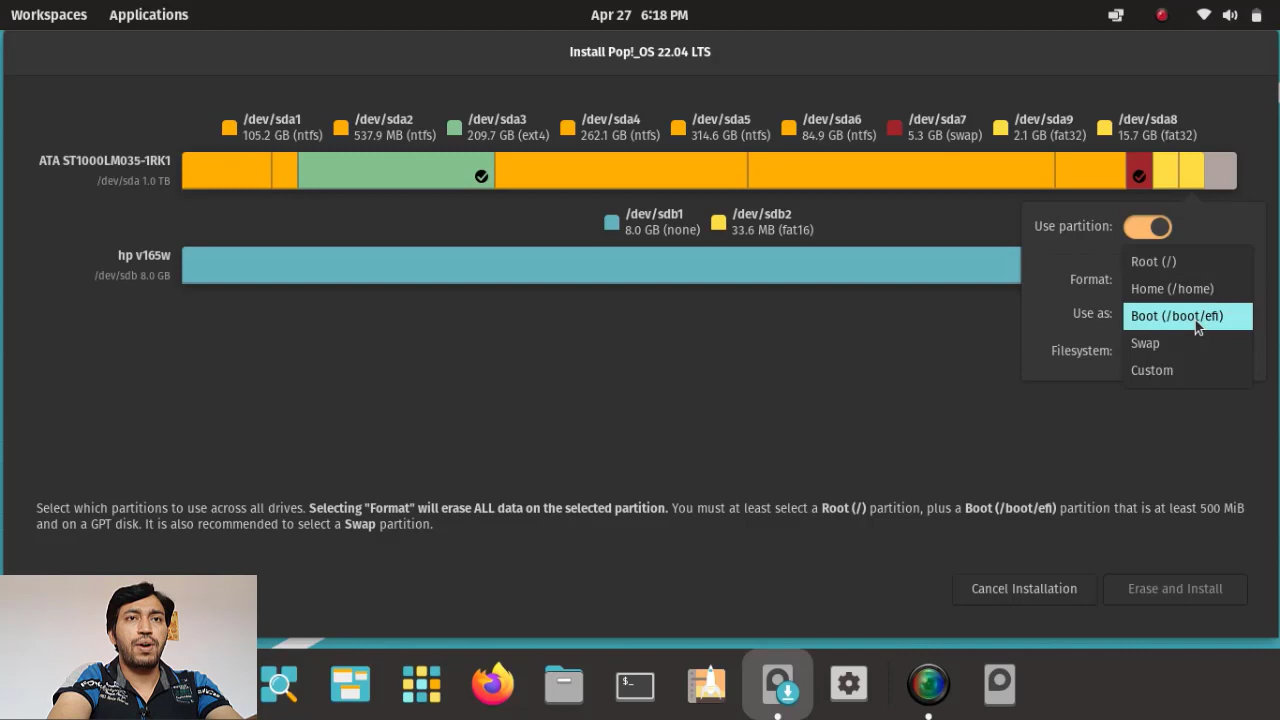 Workspaces Applications Apr 27 6:18 PM
Install Pop!_OS 22.04 LTS
/dev/sda1 /dev/sda2 /dev/sda3 /dev/sda4 /dev/sda5 /dev/sda6 /dev/sda7 /dev/sda9 /dev/sda8
105.2 GB (ntfs) 537.9 MB (ntfs) 209.7 GB (ext4) 262.1 GB (ntfs) 314.6 GB (ntfs) 84.9 GB (ntfs) 5.3 GB (swap) 2.1 GB (fat32) 15.7 GB (fat32)
ATA ST1000LM035-1RK1
/dev/sda 1.0 TB
/dev/sdb1 /dev/sdb2
8.0 GB (none) 33.6 MB (fat16)
hp v165w
/dev/sdb 8.0 GB
Use partition:
Format:
Use as:
Filesystem:
Root (/)
Home (/home)
Boot (/boot/efi)
Swap
Custom
Select which partitions to use across all drives. Selecting "Format" will erase ALL data on the selected partition. You must at least select a Root (/) partition, plus a Boot (/boot/efi) partition that is at least 500 MiB
and on a GPT disk. It is also recommended to select a Swap partition.
Cancel Installation Erase and Install